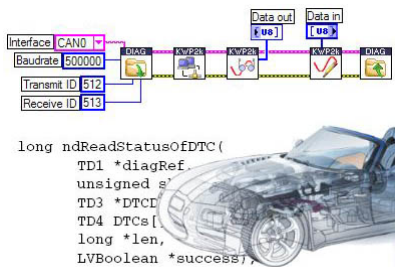 Data out
Data in
[U8]
[U8]
Interface CAN0
DIAG
KWP2k
KWP2k
KWP2k
DIAG
Baudrate 500000
Transmit ID 512
Receive ID 513
long ndReadStatusOfDTC(
TD1 *diagRef,
unsigned
TD3 *DTCD
TD4 DTCs[
long *len,
LVBoolean *success);